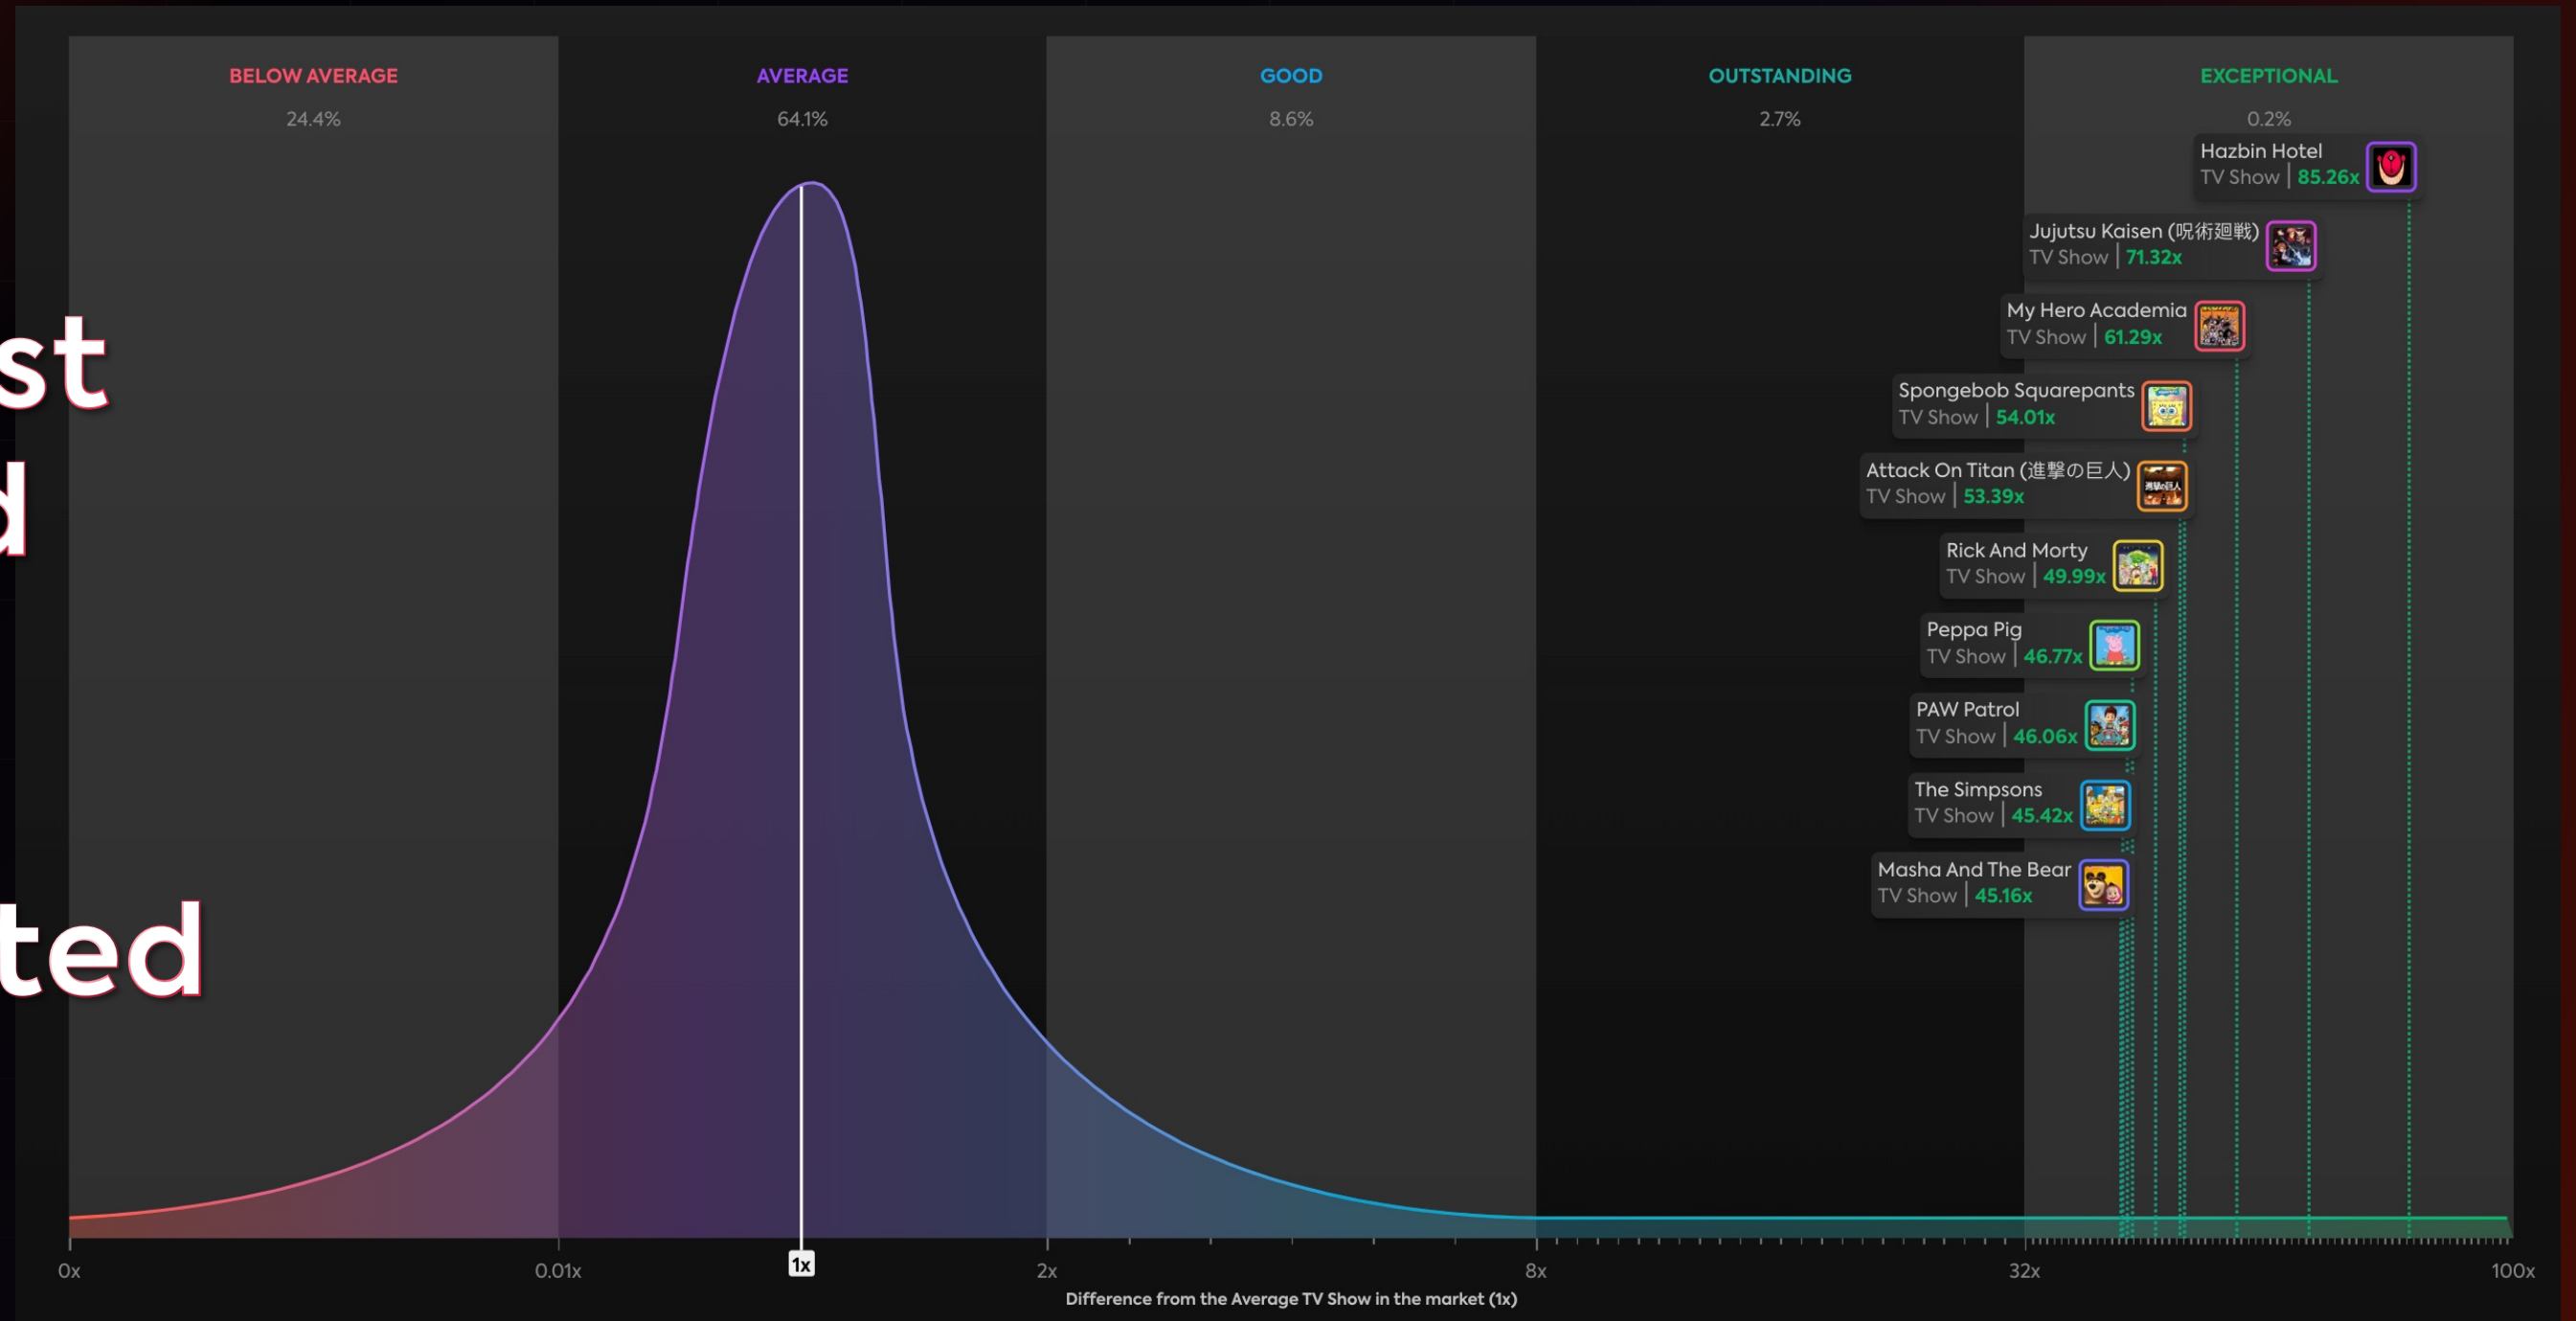 BELOW AVERAGE
24.4%
AVERAGE
64.1%
GOOD
8.6%
OUTSTANDING
2.7%
EXCEPTIONAL
0.2%
Hazbin Hotel
TV Show | 85.26x
Jujutsu Kaisen (呪術廻戦)
TV Show | 71.32x
My Hero Academia
TV Show | 61.29x
Spongebob Squarepants
TV Show | 54.01x
Attack On Titan (進撃の巨人)
TV Show | 53.39x
進撃の巨人
Rick And Morty
TV Show | 49.99x
Peppa Pig
TV Show | 46.77x
PAW Patrol
TV Show | 46.06x
The Simpsons
TV Show | 45.42x
Masha And The Bear
TV Show | 45.16x
st
d
ted
0x
0.01x
1x
2x
8x
32x
100x
Difference from the Average TV Show in the market (1x)